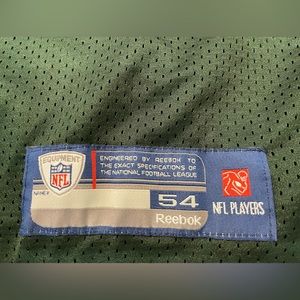 EQUIPMENT
NFL
ENGINEERED BY REEBOK TO
THE EXACT SPECIFICATIONS OF
THE NATIONAL FOOTBALL LEAGUE
54
Reebok
NFL PLAYERS